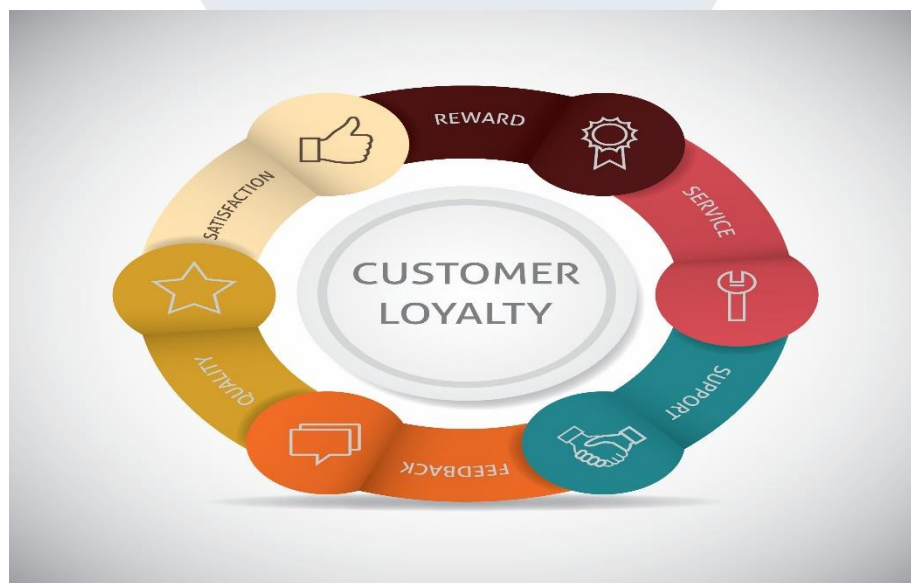 REWARD
SERVICE
SUPPORT
FEEDBACK
QUALITY
SATISFACTION
CUSTOMER
LOYALTY